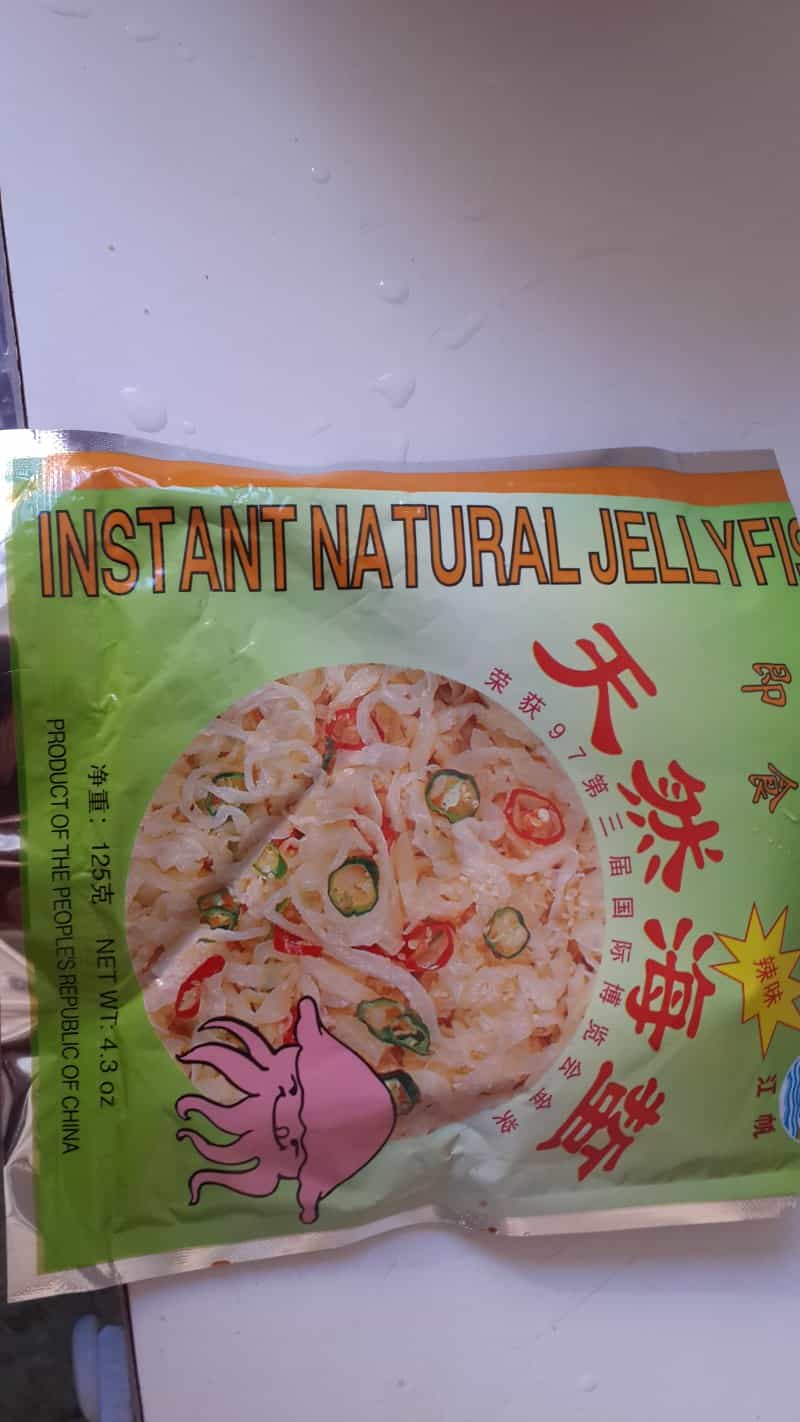 INSTANT NATURAL JELLYFIS
即食
辣味
江帆
天然海蜇
荣获97第三届国际博览会金奖
净重：125克 NET WT: 4.3 oz
PRODUCT OF THE PEOPLE'S REPUBLIC OF CHINA